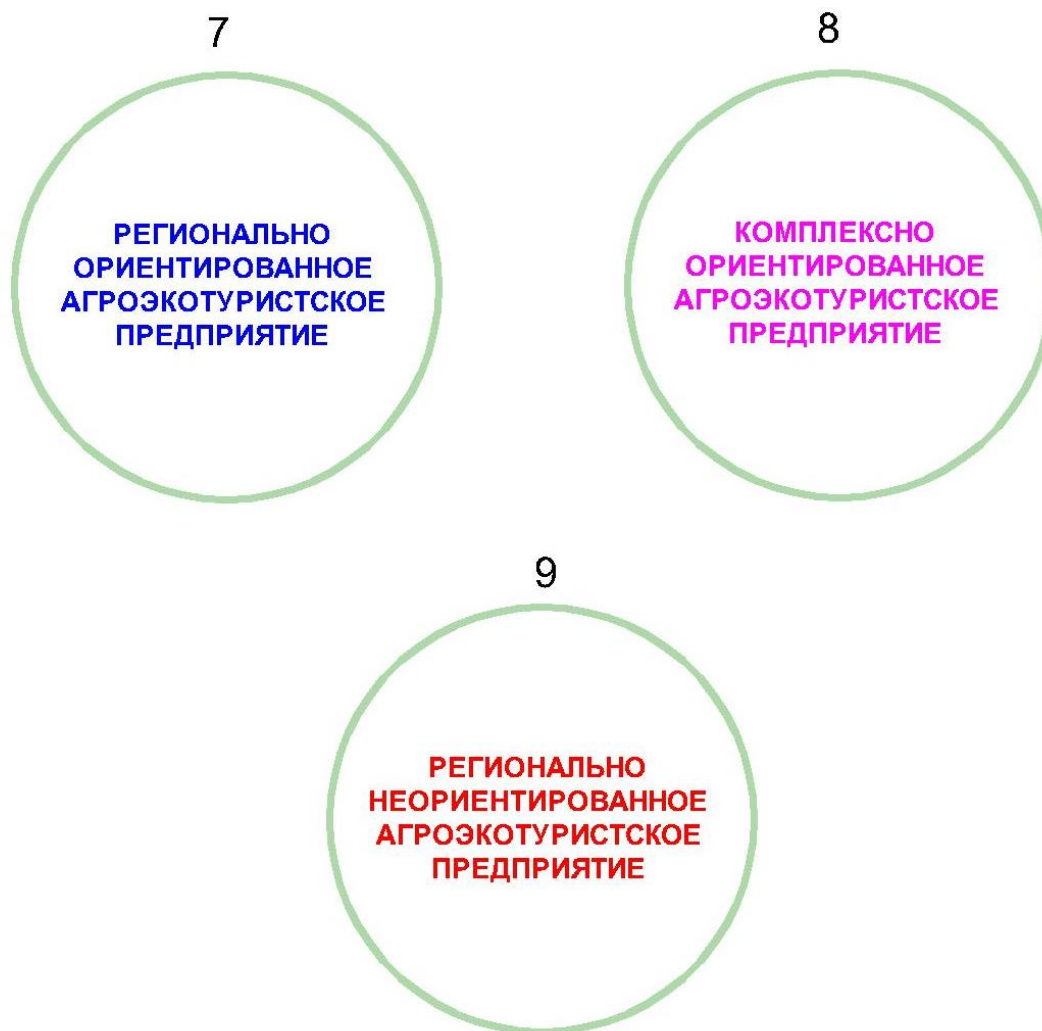 7
РЕГИОНАЛЬНО
ОРИЕНТИРОВАННОЕ
АГРОЭКОТУРИСТСКОЕ
ПРЕДПРИЯТИЕ
8
КОМПЛЕКСНО
ОРИЕНТИРОВАННОЕ
АГРОЭКОТУРИСТСКОЕ
ПРЕДПРИЯТИЕ
9
РЕГИОНАЛЬНО
НЕОРИЕНТИРОВАННОЕ
АГРОЭКОТУРИСТСКОЕ
ПРЕДПРИЯТИЕ